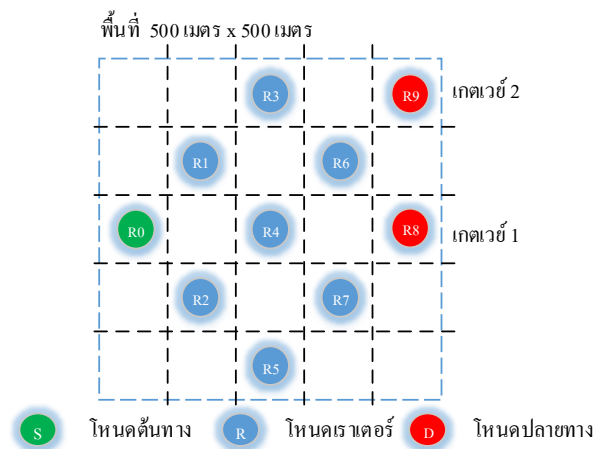 พื้นที่ 500 เมตร x 500 เมตร
R3
R9
เกตเวย์ 2
R1
R6
R0
R4
R8
เกตเวย์ 1
R2
R7
R5
S โหนดต้นทาง R โหนดเราเตอร์ D โหนดปลายทาง